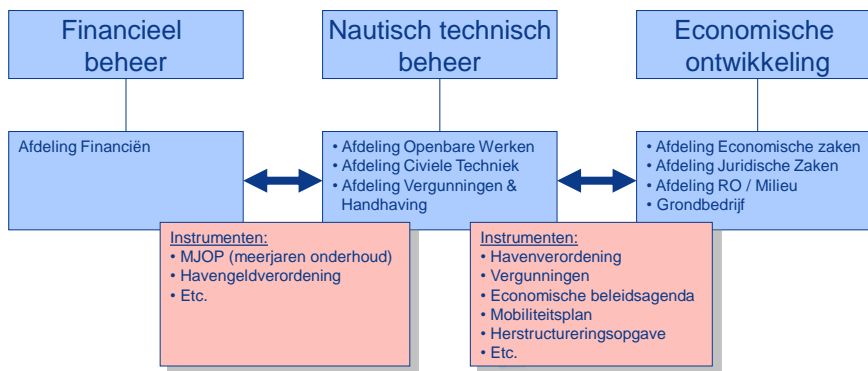 Financieel
beheer
Nautisch technisch
beheer
Economische
ontwikkeling
Afdeling Financiën
• Afdeling Openbare Werken
• Afdeling Civiele Techniek
• Afdeling Vergunningen &
Handhaving
• Afdeling Economische zaken
• Afdeling Juridische Zaken
• Afdeling RO / Milieu
• Grondbedrijf
Instrumenten:
• MJOP (meerjaren onderhoud)
• Havengeldverordening
• Etc.
Instrumenten:
• Havenverordening
• Vergunningen
• Economische beleidsagenda
• Mobiliteitsplan
• Herstructureringsopgave
• Etc.